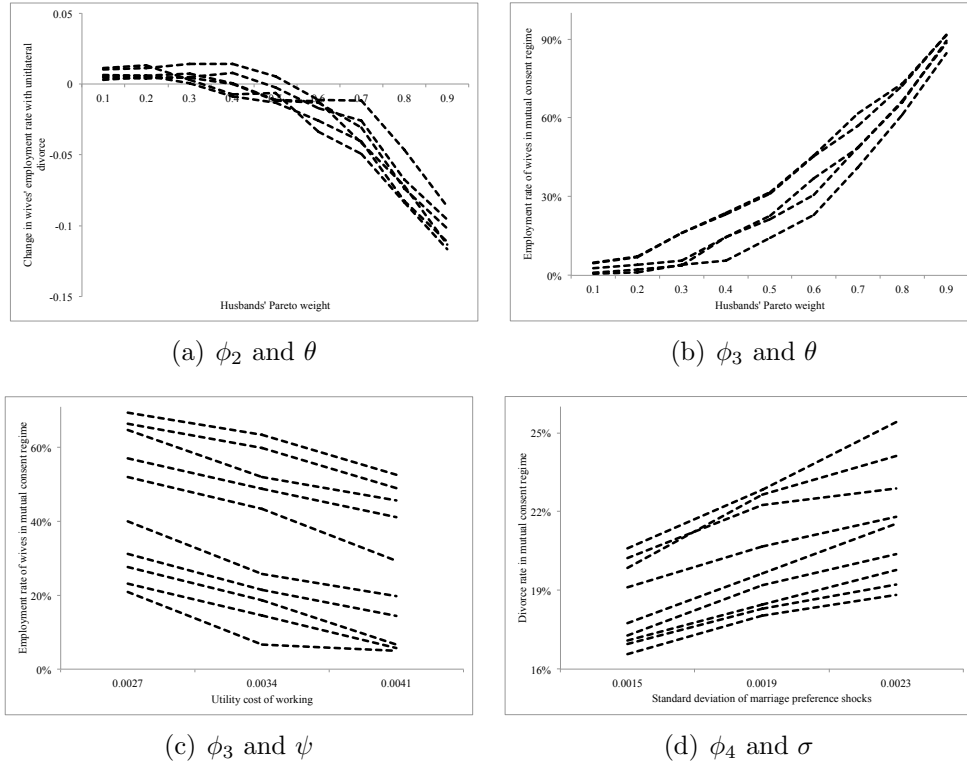 0.05
0
-0.05
-0.1
-0.15
0.1 0.2 0.3 0.4 0.5 0.6 0.7 0.8 0.9
Change in wives' employment rate with unitilateral
divorce
Husbands' Pareto weight
(a) ϕ2 and θ
90%
60%
30%
0%
0.1 0.2 0.3 0.4 0.5 0.6 0.7 0.8 0.9
Employment rate of wives in mutual consent regime
Husbands' Pareto weight
(b) ϕ3 and θ
60%
40%
20%
0%
0.0027 0.0034 0.0041
Employment rate of wives in mutual consent regime
Utility cost of working
(c) ϕ3 and ψ
25%
22%
19%
16%
0.0015 0.0019 0.0023
Divorce rate in mutual consent regime
Standard deviation of marriage preference shocks
(d) ϕ4 and σ